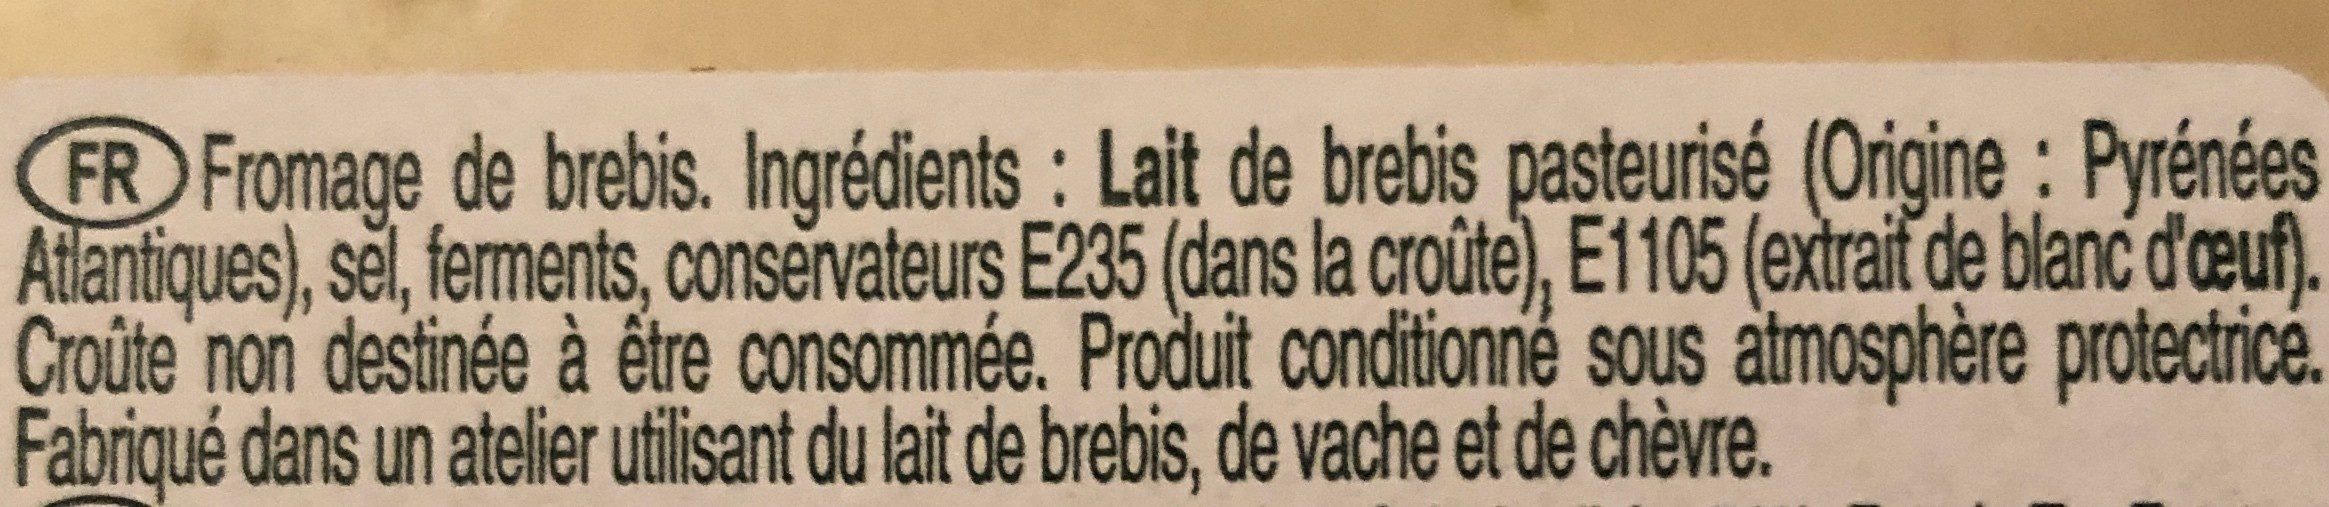 FR Fromage de brebis. Ingrédients : Lait de brebis pasteurisé (Origine : Pyrénées
Atlantiques), sel, ferments, conservateurs E235 (dans la croûte), E1105 (extrait de blanc d'œuf).
Croûte non destinée à être consommée. Produit conditionné sous atmosphère protectrice.
Fabriqué dans un atelier utilisant du lait de brebis, de vache et de chèvre.